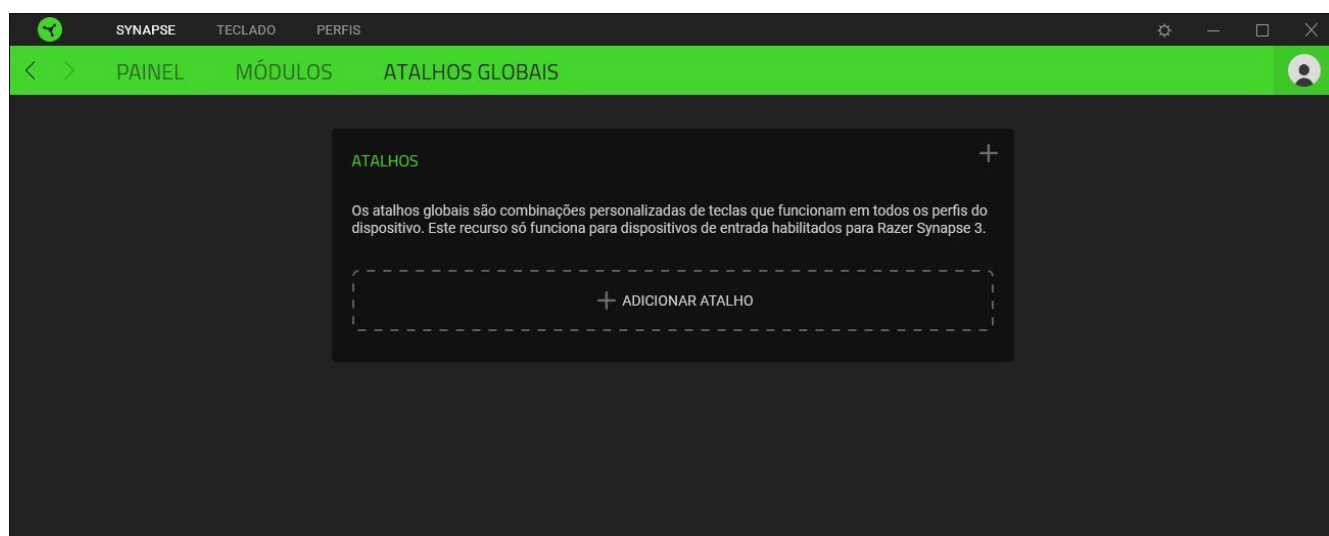 SYNAPSE TECLADO PERFIS
PAINEL MÓDULOS ATALHOS GLOBAIS
ATALHOS
Os atalhos globais são combinações personalizadas de teclas que funcionam em todos os perfis do
dispositivo. Este recurso só funciona para dispositivos de entrada habilitados para Razer Synapse 3.
ADICIONAR ATALHO